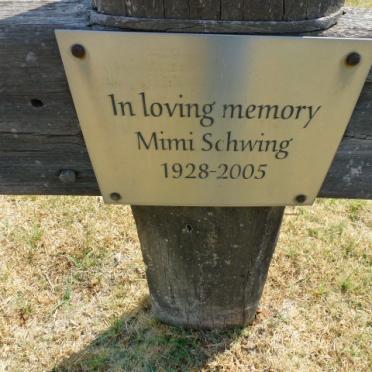 In loving memory
Mimi Schwing
1928-2005